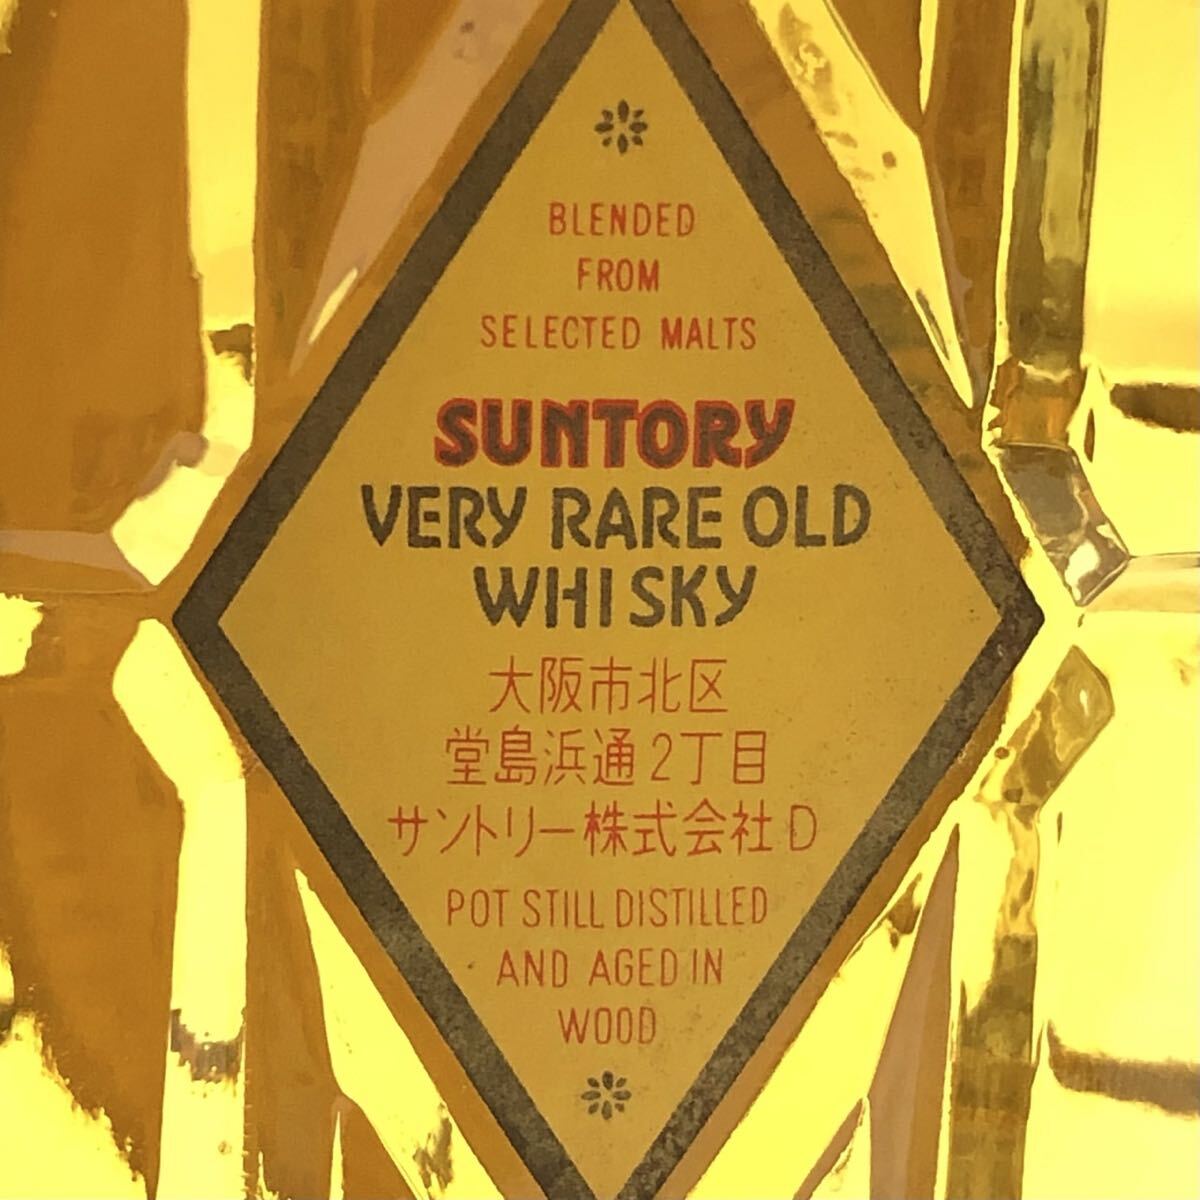 BLENDED
FROM
SELECTED MALTS
SUNTORY
VERY RARE OLD
WHISKY
大阪市北区
堂島浜通2丁目
サントリー株式会社D
POT STILL DISTILLED
AND AGED IN
WOOD